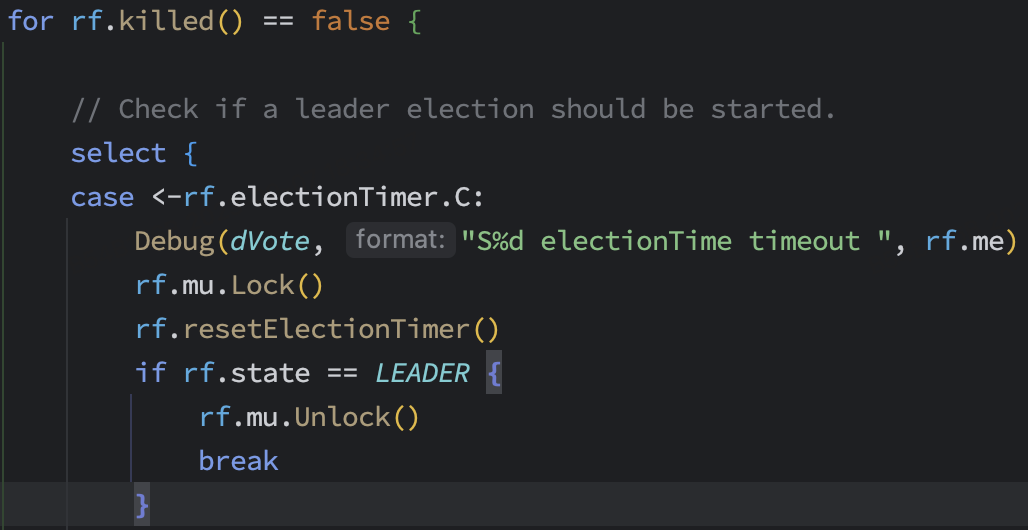 for rf.killed() == false {
// Check if a leader election should be started.
select {
case <-rf.electionTimer.C:
Debug(dVote, format: "S%d electionTime timeout ", rf.me)
rf.mu.Lock()
rf.resetElectionTimer()
if rf.state == LEADER {
rf.mu.Unlock()
break
}